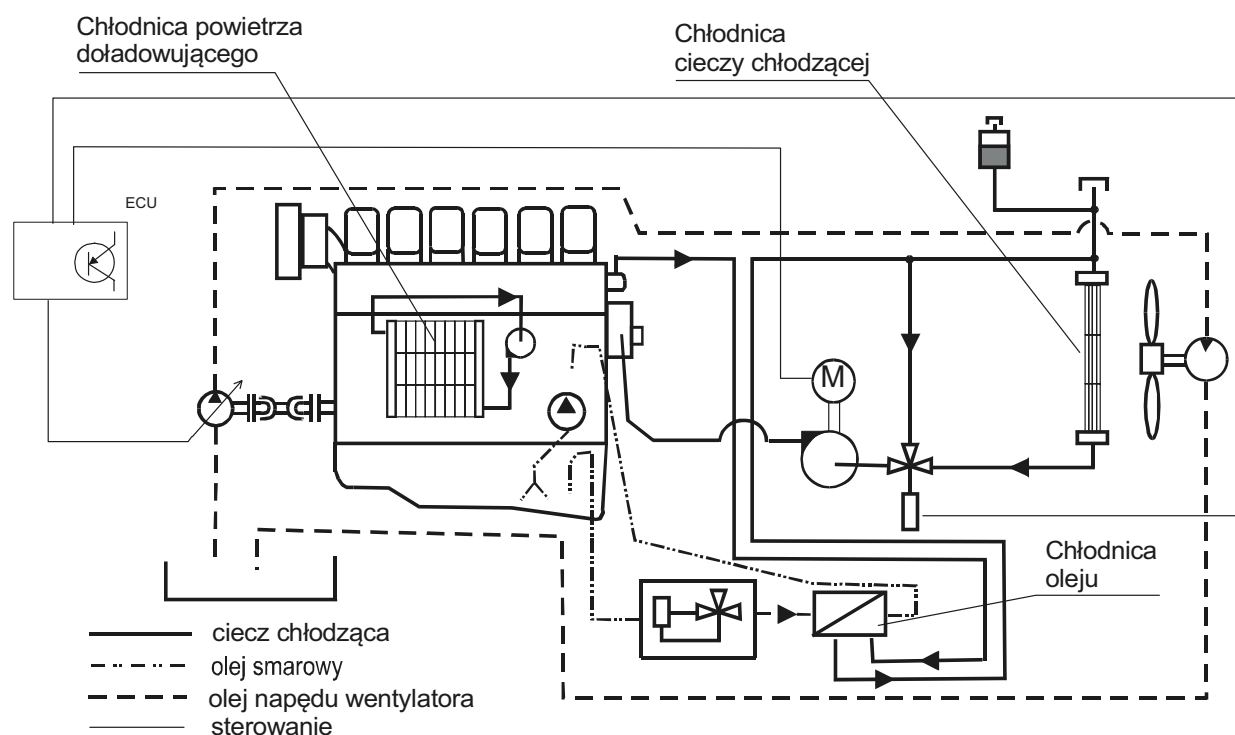 Chłodnica powietrza
doładowującego
Chłodnica
cieczy chłodzącej
ECU
M
Chłodnica
oleju
ciecz chłodząca
olej smarowy
olej napędu wentylatora
sterowanie